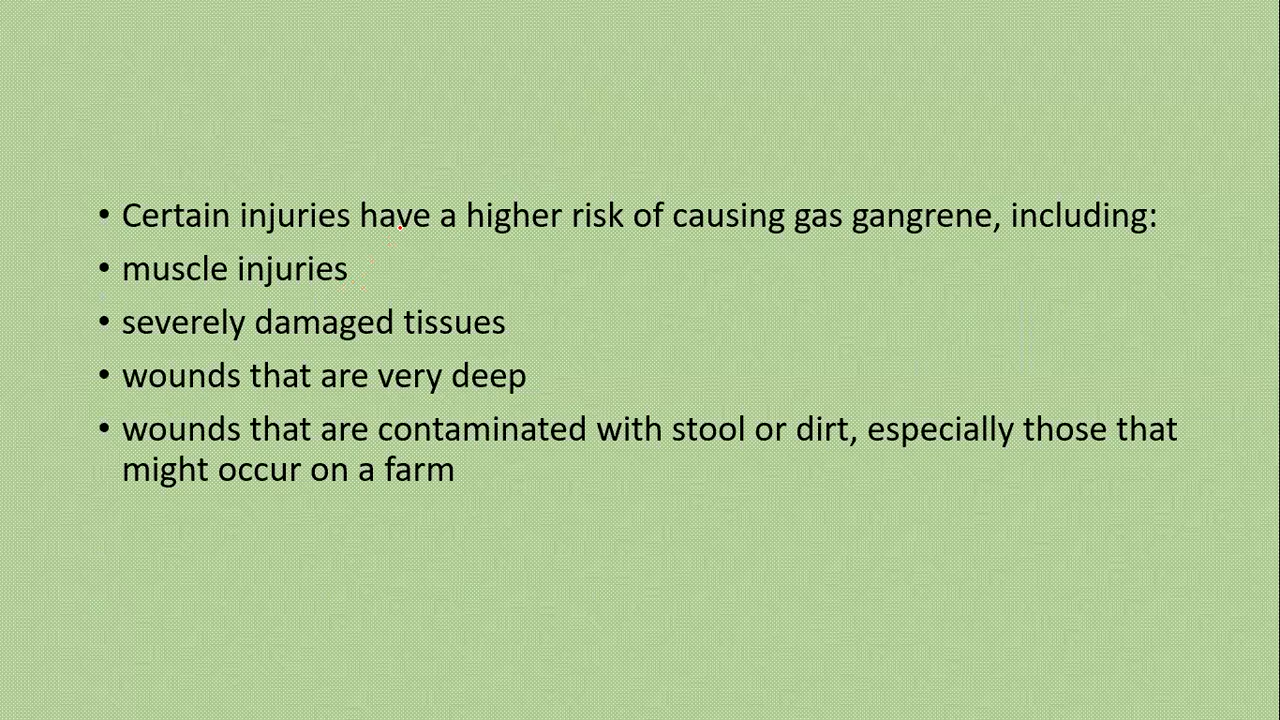 • Certain injuries have a higher risk of causing gas gangrene, including:
• muscle injuries
• severely damaged tissues
• wounds that are very deep
• wounds that are contaminated with stool or dirt, especially those that
might occur on a farm